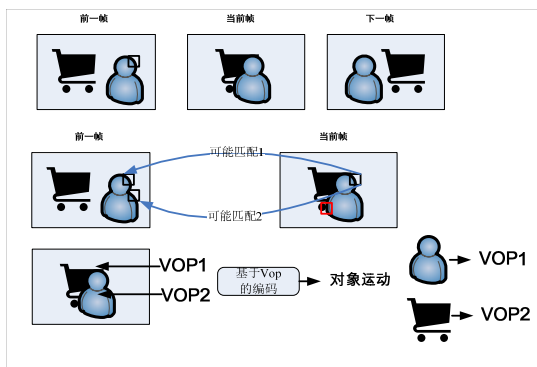 前一帧 当前帧 下一帧
前一帧 当前帧
可能匹配1
可能匹配2
VOP1
VOP2
基于Vop
的编码
对象运动
VOP1
VOP2